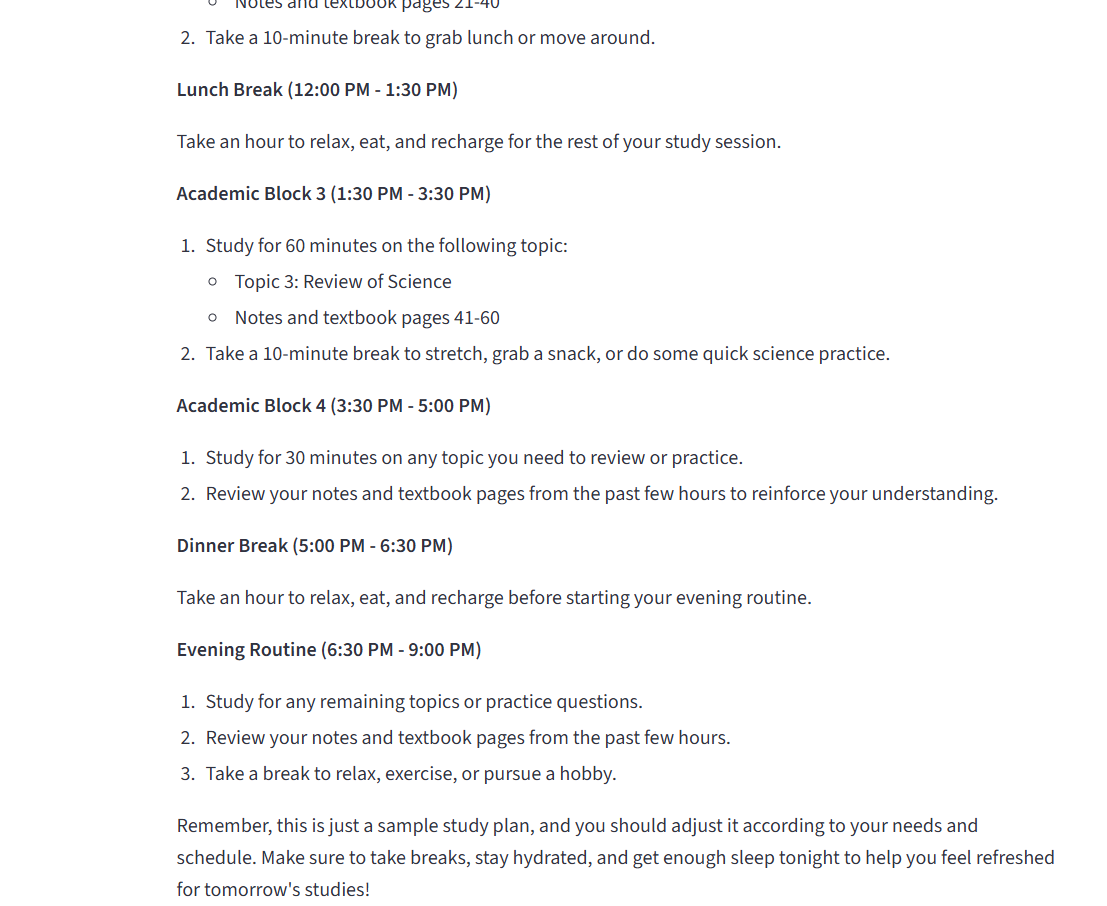 Notes and textbook pages 21-40
2. Take a 10-minute break to grab lunch or move around.
Lunch Break (12:00 PM - 1:30 PM)
Take an hour to relax, eat, and recharge for the rest of your study session.
Academic Block 3 (1:30 PM - 3:30 PM)
1. Study for 60 minutes on the following topic:
Topic 3: Review of Science
Notes and textbook pages 41-60
2. Take a 10-minute break to stretch, grab a snack, or do some quick science practice.
Academic Block 4 (3:30 PM - 5:00 PM)
1. Study for 30 minutes on any topic you need to review or practice.
2. Review your notes and textbook pages from the past few hours to reinforce your understanding.
Dinner Break (5:00 PM - 6:30 PM)
Take an hour to relax, eat, and recharge before starting your evening routine.
Evening Routine (6:30 PM - 9:00 PM)
1. Study for any remaining topics or practice questions.
2. Review your notes and textbook pages from the past few hours.
3. Take a break to relax, exercise, or pursue a hobby.
Remember, this is just a sample study plan, and you should adjust it according to your needs and
schedule. Make sure to take breaks, stay hydrated, and get enough sleep tonight to help you feel refreshed
for tomorrow's studies!